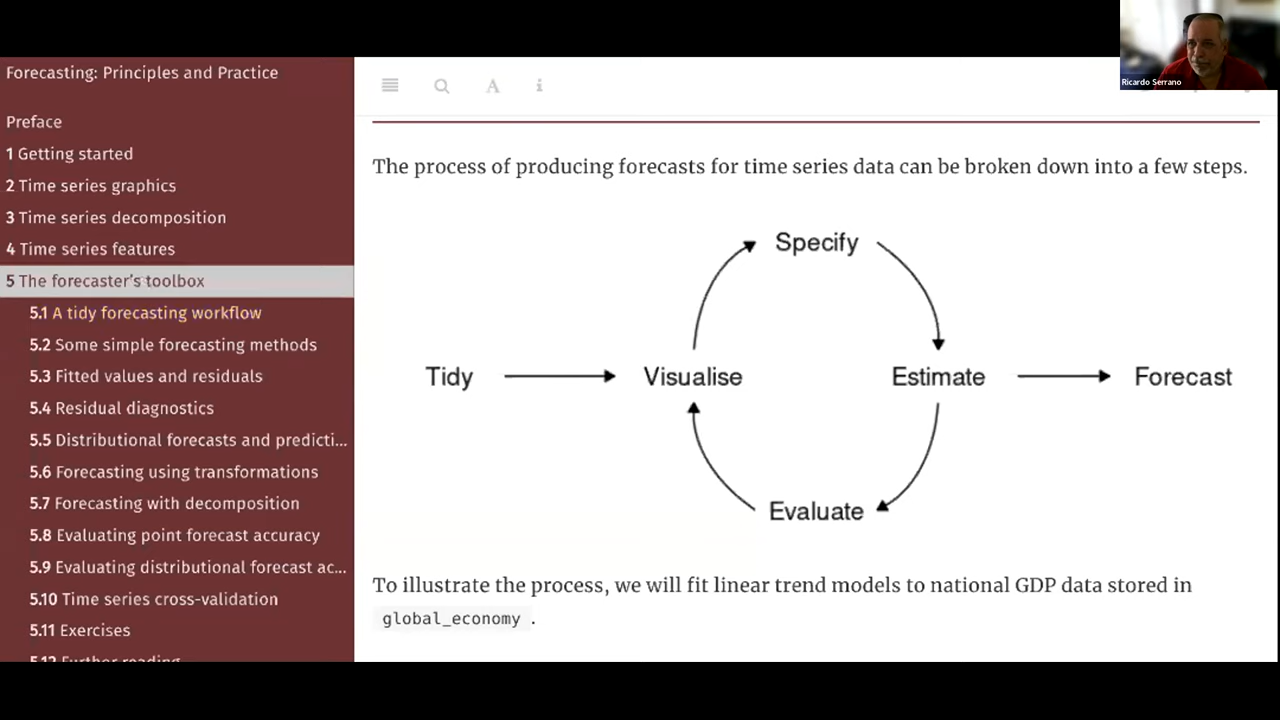 Ricardo Serrano
Forecasting: Principles and Practice
Preface
1 Getting started
2 Time series graphics
3 Time series decomposition
4 Time series features
5 The forecaster's toolbox
5.1 A tidy forecasting workflow
5.2 Some simple forecasting methods
5.3 Fitted values and residuals
5.4 Residual diagnostics
5.5 Distributional forecasts and predicti...
5.6 Forecasting using transformations
5.7 Forecasting with decomposition
5.8 Evaluating point forecast accuracy
5.9 Evaluating distributional forecast ac...
5.10 Time series cross-validation
5.11 Exercises
5.12 Further reading
The process of producing forecasts for time series data can be broken down into a few steps.
Specify
Tidy
Visualise
Estimate
Forecast
Evaluate
To illustrate the process, we will fit linear trend models to national GDP data stored in
global_economy .